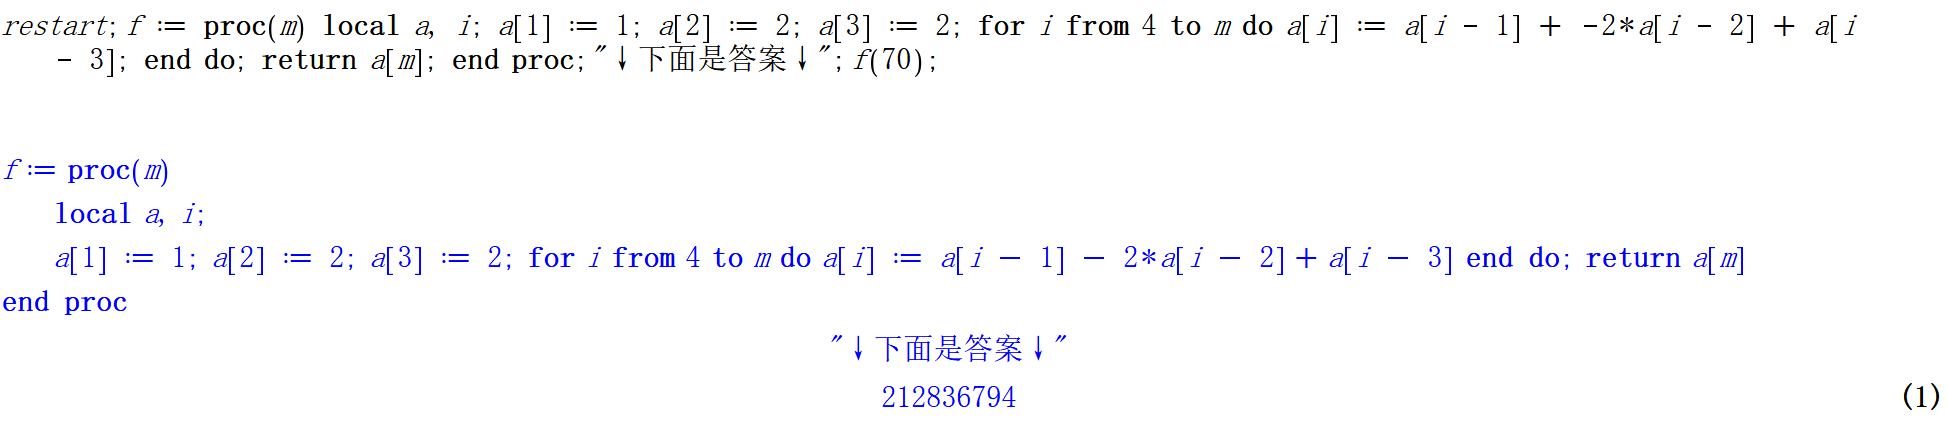 restart; f := proc(m) local a, i; a[1] := 1; a[2] := 2; a[3] := 2; for i from 4 to m do a[i] := a[i - 1] + -2*a[i - 2] + a[i
- 3]; end do; return a[m]; end proc; "↓下面是答案↓"; f(70);
f := proc(m)
local a, i;
a[1] := 1; a[2] := 2; a[3] := 2; for i from 4 to m do a[i] := a[i − 1] − 2*a[i − 2] + a[i − 3] end do; return a[m]
end proc
"↓下面是答案↓"
212836794 (1)